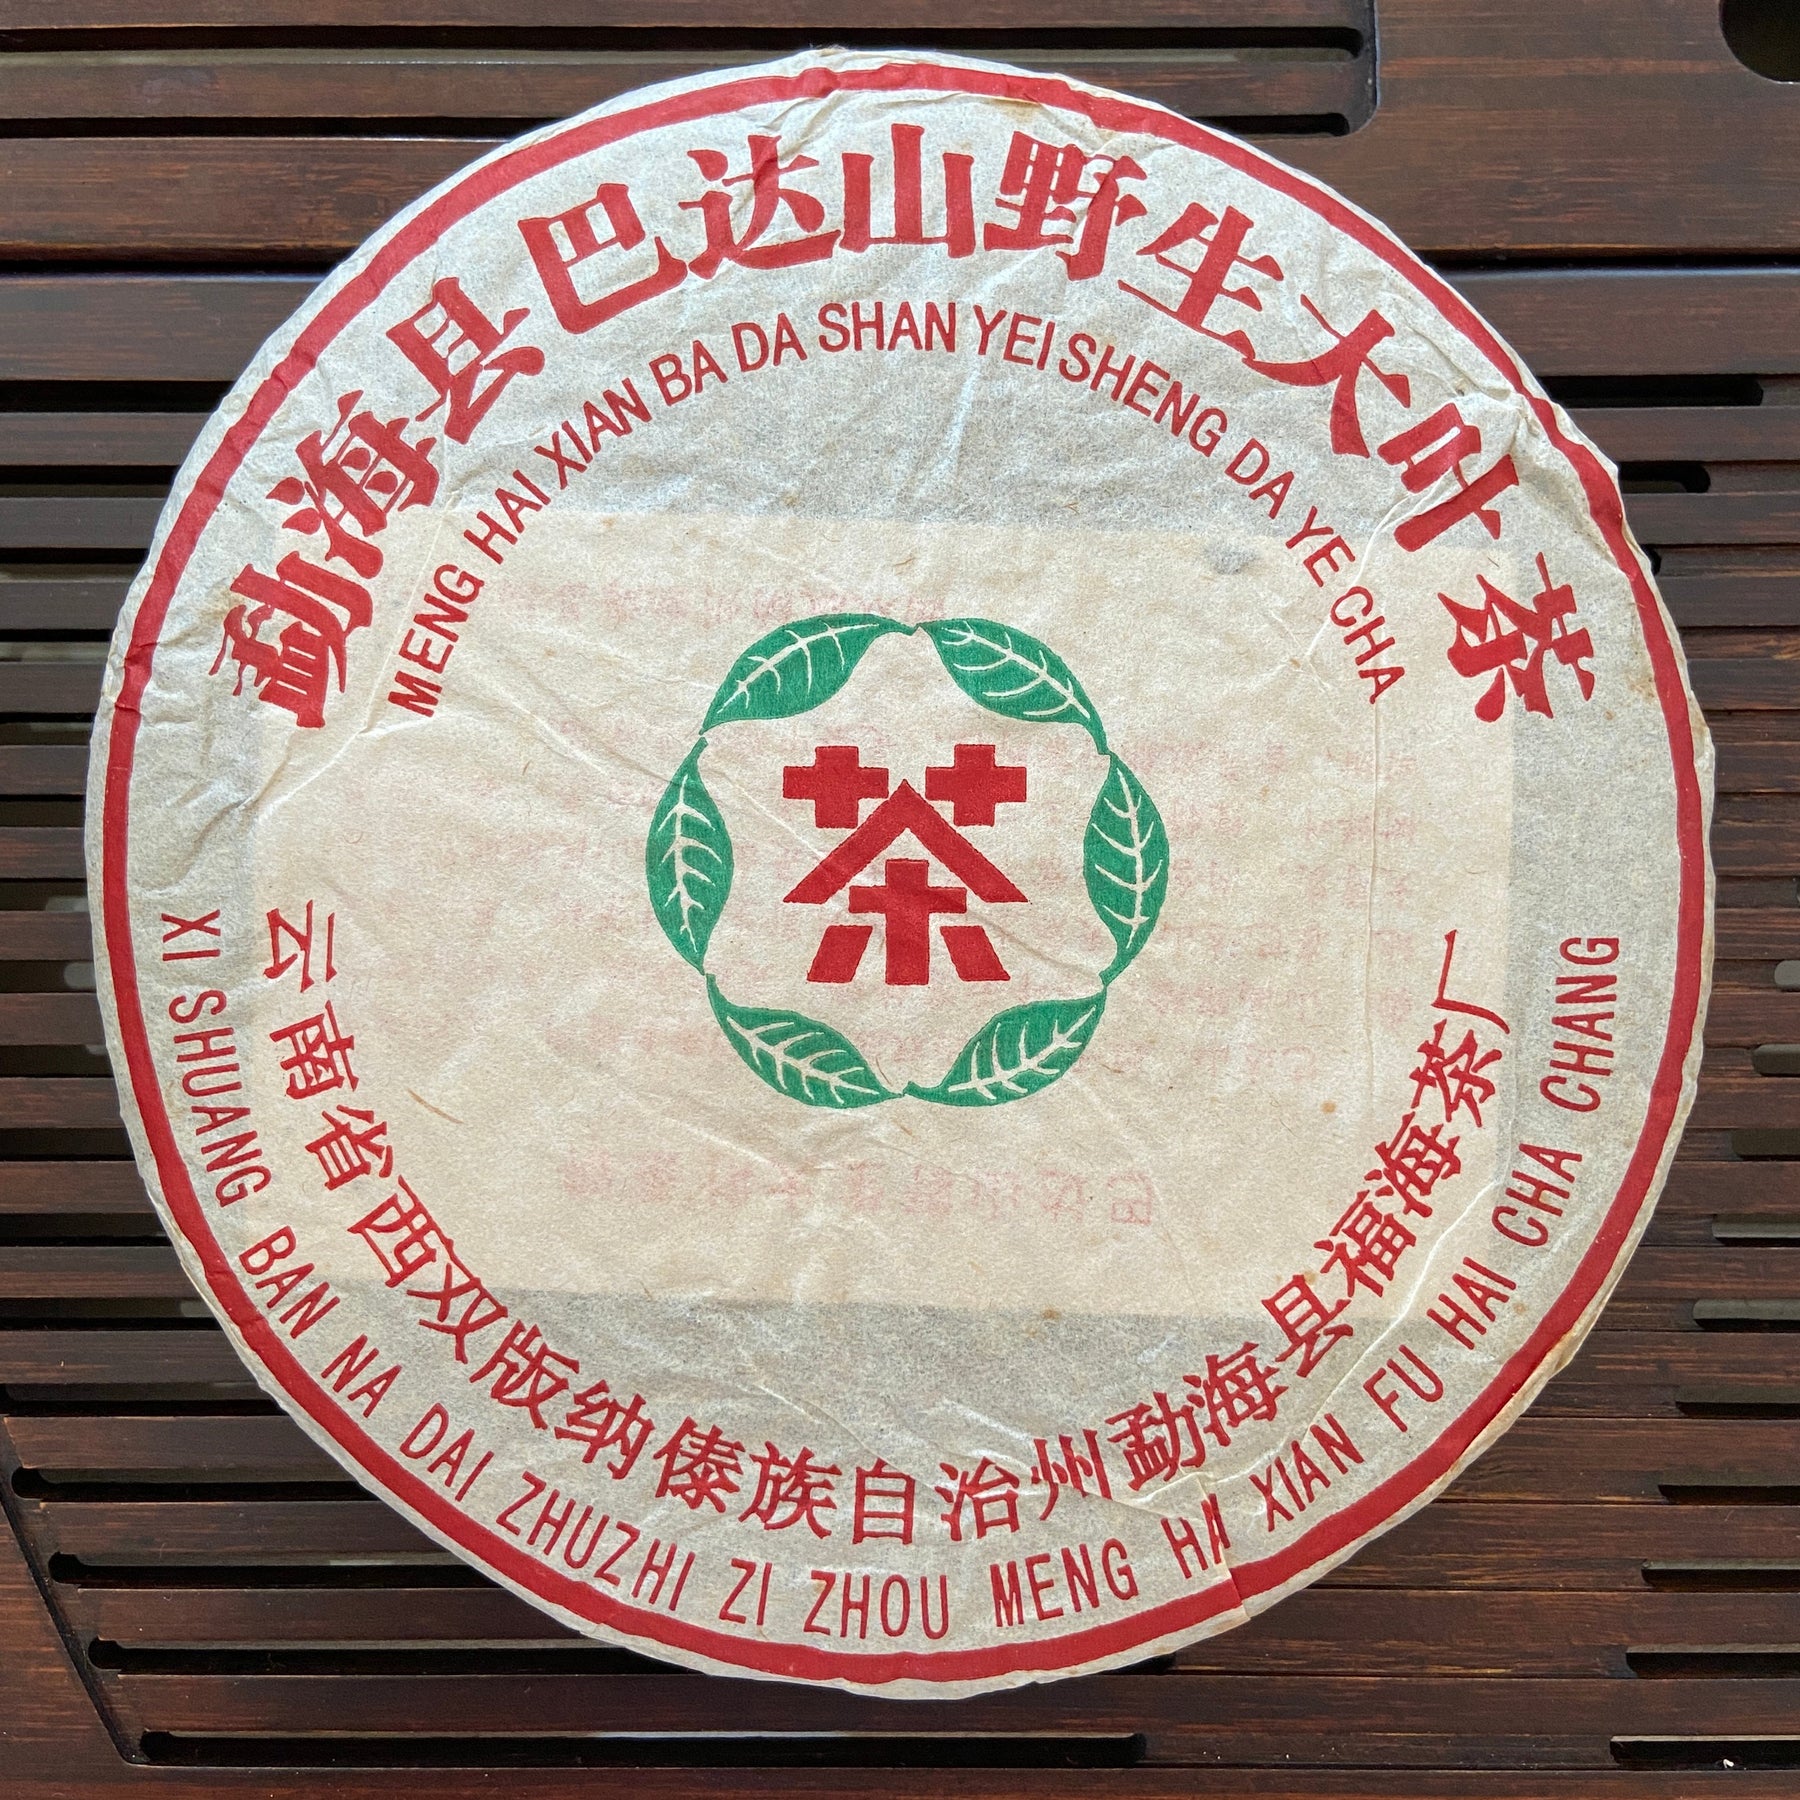 勐海县巴达山野生大叶茶
MENG HAI XIAN BA DA SHAN YEI SHENG DA YE CHA
茶
云南省西双版纳傣族自治州勐海县福海茶厂
XI SHUANG BAN NA DAI ZHUZHI ZI ZHOU MENG HAI XIAN FU HAI CHA CHANG